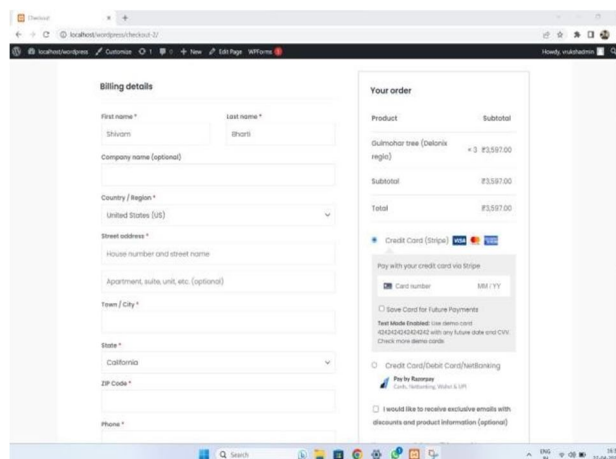 Checkout
localhost/wordpress/checkout-2/
localhost/wordpress Customize 1 0 New Edit Page WPForms
Howdy, vrukshadmin
Billing details
First name *
Last name *
Shivam
Bharti
Company name (optional)
Country / Region *
United States (US)
Street address *
House number and street name
Apartment, suite, unit, etc. (optional)
Town / City *
State *
California
ZIP Code *
Phone *
Your order
Product Subtotal
Gulmohar tree (Delonix regia) × 3 ₹3,597.00
Subtotal ₹3,597.00
Total ₹3,597.00
Credit Card (Stripe) VISA
Pay with your credit card via Stripe
Card number MM / YY
Save Card for Future Payments
Test Mode Enabled: Use demo card
4242424242424242 with any future date and CVV.
Check more demo cards
Credit Card/Debit Card/NetBanking
Pay by Razorpay
Cards, Netbanking, Wallet & UPI
I would like to receive exclusive emails with
discounts and product information (optional)
Search
ENG
IN